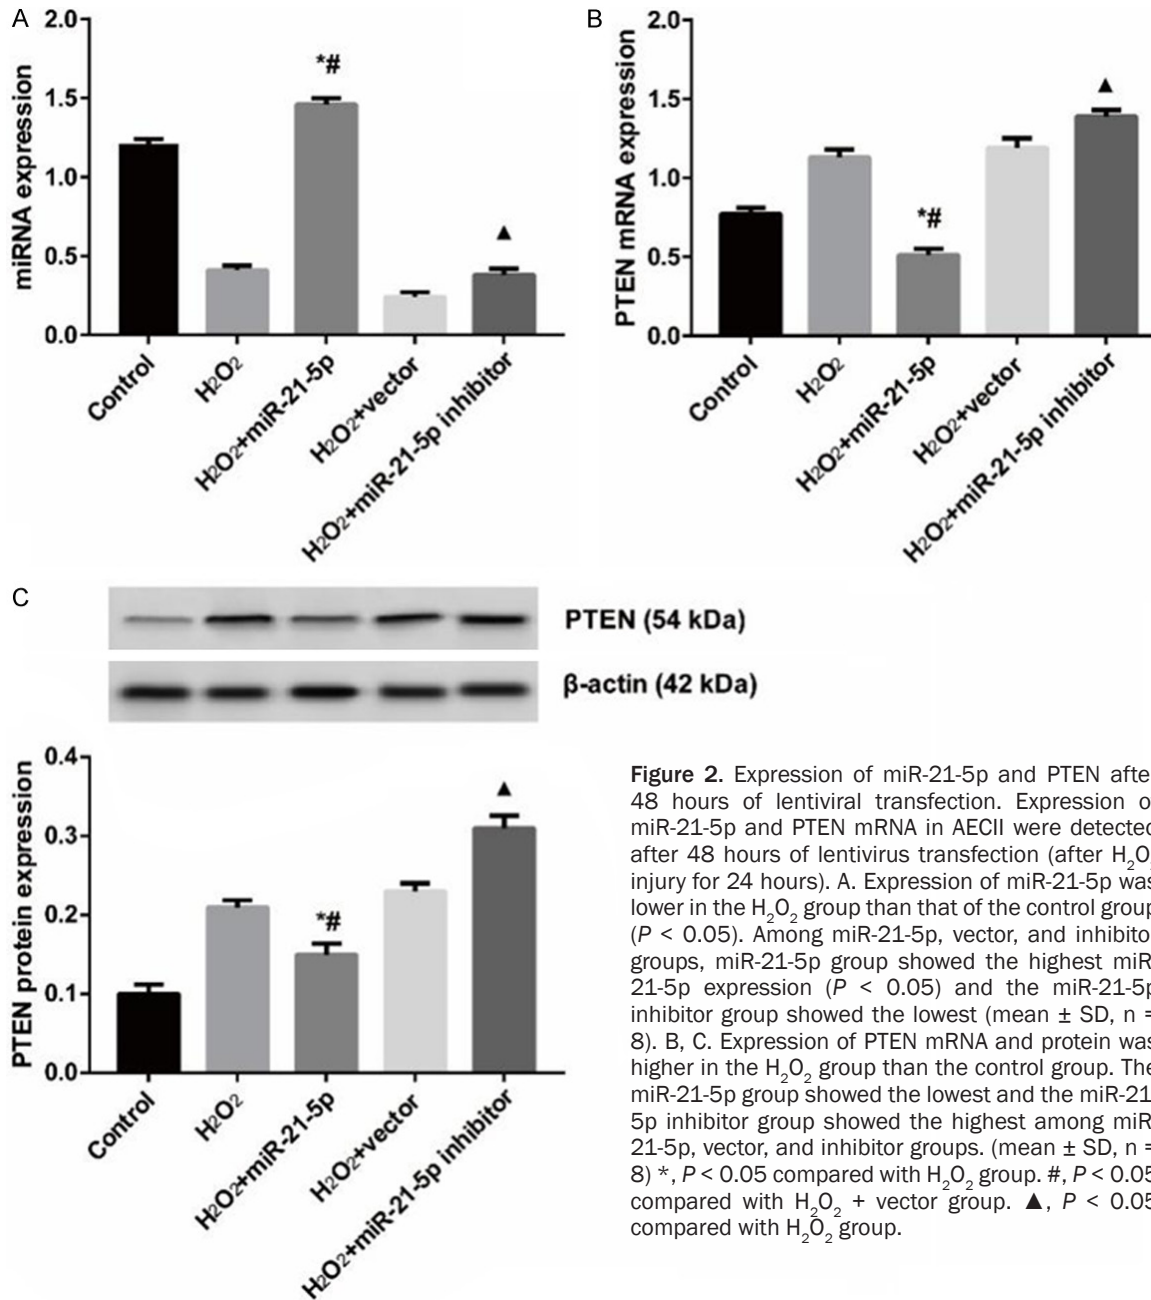 A
2.0
1.5
1.0
0.5
0.0
miRNA expression
*#
▲
Control
H₂O₂
H₂O₂+miR-21-5p
H₂O₂+vector
H₂O₂+miR-21-5p inhibitor
B
2.0
1.5
1.0
0.5
0.0
PTEN mRNA expression
*#
▲
Control
H₂O₂
H₂O₂+miR-21-5p
H₂O₂+vector
H₂O₂+miR-21-5p inhibitor
C
PTEN (54 kDa)
β-actin (42 kDa)
0.4
0.3
0.2
0.1
0.0
PTEN protein expression
*#
▲
Control
H₂O₂
H₂O₂+miR-21-5p
H₂O₂+vector
H₂O₂+miR-21-5p inhibitor
Figure 2. Expression of miR-21-5p and PTEN afte
48 hours of lentiviral transfection. Expression o
miR-21-5p and PTEN mRNA in AECII were detected
after 48 hours of lentivirus transfection (after H₂O₂
injury for 24 hours). A. Expression of miR-21-5p was
lower in the H₂O₂ group than that of the control group
(P < 0.05). Among miR-21-5p, vector, and inhibito
groups, miR-21-5p group showed the highest miR
21-5p expression (P < 0.05) and the miR-21-5p
inhibitor group showed the lowest (mean ± SD, n =
8). B, C. Expression of PTEN mRNA and protein was
higher in the H₂O₂ group than the control group. The
miR-21-5p group showed the lowest and the miR-21
5p inhibitor group showed the highest among miR
21-5p, vector, and inhibitor groups. (mean ± SD, n =
8) *, P < 0.05 compared with H₂O₂ group. #, P < 0.05
compared with H₂O₂ + vector group. ▲, P < 0.05
compared with H₂O₂ group.